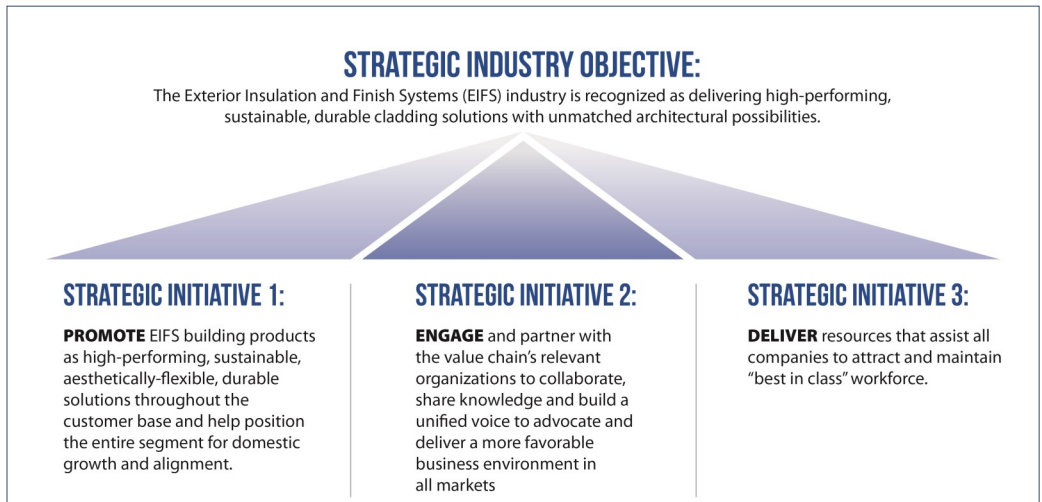 STRATEGIC INDUSTRY OBJECTIVE:
The Exterior Insulation and Finish Systems (EIFS) industry is recognized as delivering high-performing,
sustainable, durable cladding solutions with unmatched architectural possibilities.
STRATEGIC INITIATIVE 1:
PROMOTE EIFS building products
as high-performing, sustainable,
aesthetically-flexible, durable
solutions throughout the
customer base and help position
the entire segment for domestic
growth and alignment.
STRATEGIC INITIATIVE 2:
ENGAGE and partner with
the value chain’s relevant
organizations to collaborate,
share knowledge and build a
unified voice to advocate and
deliver a more favorable
business environment in
all markets
STRATEGIC INITIATIVE 3:
DELIVER resources that assist all
companies to attract and maintain
“best in class” workforce.